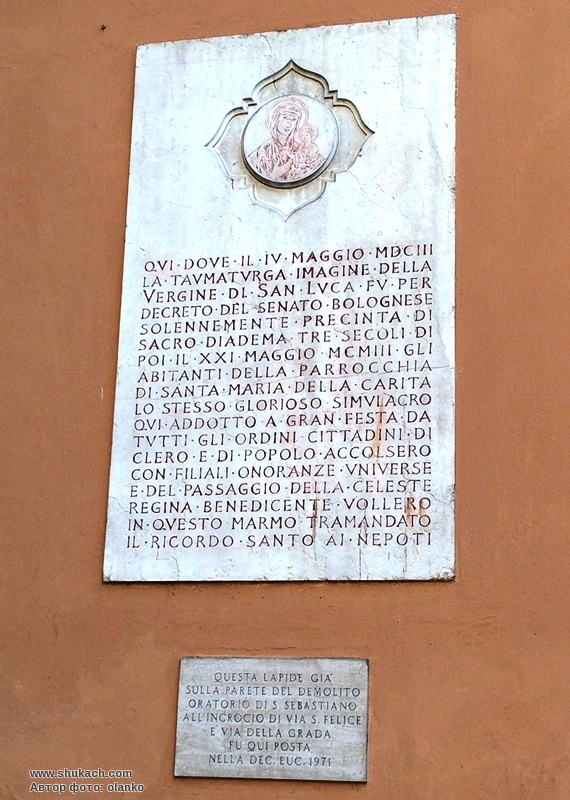 QVI·DOVE·IL·IV·MAGGIO·MDCIII
LA·TAVMATVRGA·IMAGINE·DELLA
VERGINE·DI·SAN·LVCA·FV·PER
DECRETO·DEL·SENATO·BOLOGNESE
SOLENNEMENTE·PRECINTA·DI
SACRO·DIADEMA·TRE·SECOLI·DI
POI·IL·XXI·MAGGIO·MCMIII·GLI
ABITANTI·DELLA·PARROCCHIA
DI·SANTA·MARIA·DELLA·CARITA
LO·STESSO·GLORIOSO·SIMVLACRO
QVI·ADDOTTO·A·GRAN·FESTA·DA
TVTTI·GLI·ORDINI·CITTADINI·DI
CLERO·E·DI·POPOLO·ACCOLSERO
CON·FILIALI·ONORANZE·VNIVERSE
E·DEL·PASSAGGIO·DELLA·CELESTE
REGINA·BENEDICENTE·VOLLERO
IN·QVESTO·MARMO·TRAMANDATO
IL·RICORDO·SANTO·AI·NEPOTI
QUESTA LAPIDE GIA'
SULLA PARETE DEL DEMOLITO
ORATORIO DI S. SEBASTIANO
ALL'INCROCIO DI VIA S. FELICE
E VIA DELLA GRADA
FU QUI POSTA
NELLA DEC. EUC. 1971
www.shukach.com
Автор фото: olanko